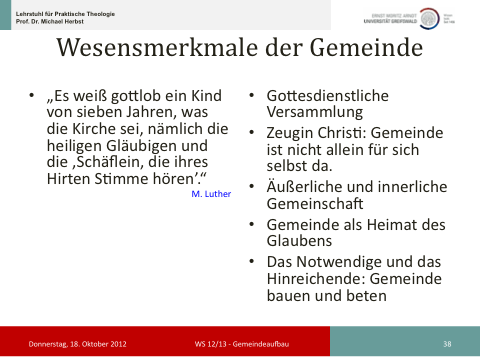 Lehrstuhl für Praktische Theologie
Prof. Dr. Michael Herbst
ERNST MORITZ ARNDT
UNIVERSITÄT GREIFSWALD
Wesensmerkmale der Gemeinde
• „Es weiß gottlob ein Kind
von sieben Jahren, was
die Kirche sei, nämlich die
heiligen Gläubigen und
die ‚Schäflein, die ihres
Hirten Stimme hören‘.“
M. Luther
• Gottesdienstliche
Versammlung
• Zeugin Christi: Gemeinde
ist nicht allein für sich
selbst da.
• Äußerliche und innerliche
Gemeinschaft
• Gemeinde als Heimat des
Glaubens
• Das Notwendige und das
Hinreichende: Gemeinde
bauen und beten
Donnerstag, 18. Oktober 2012
WS 12/13 - Gemeindeaufbau
38